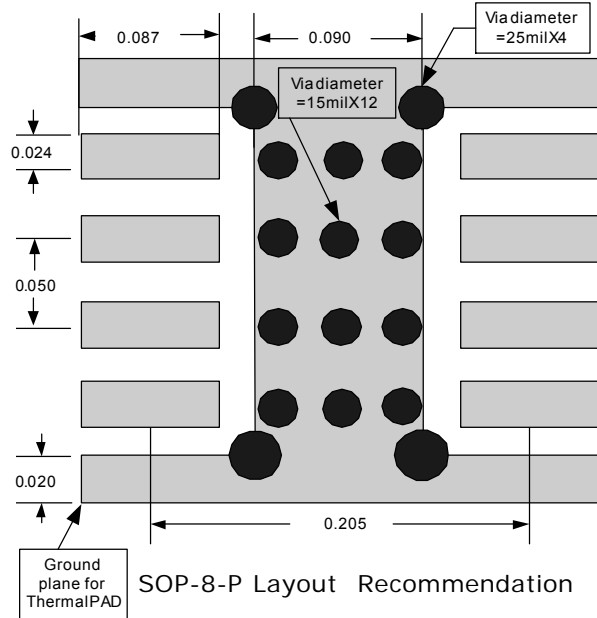 0.087
0.090
Via diameter
=25milX4
Via diameter
=15milX12
0.024
0.050
0.020
0.205
Ground
plane for
ThermalPAD
SOP-8-P Layout Recommendation